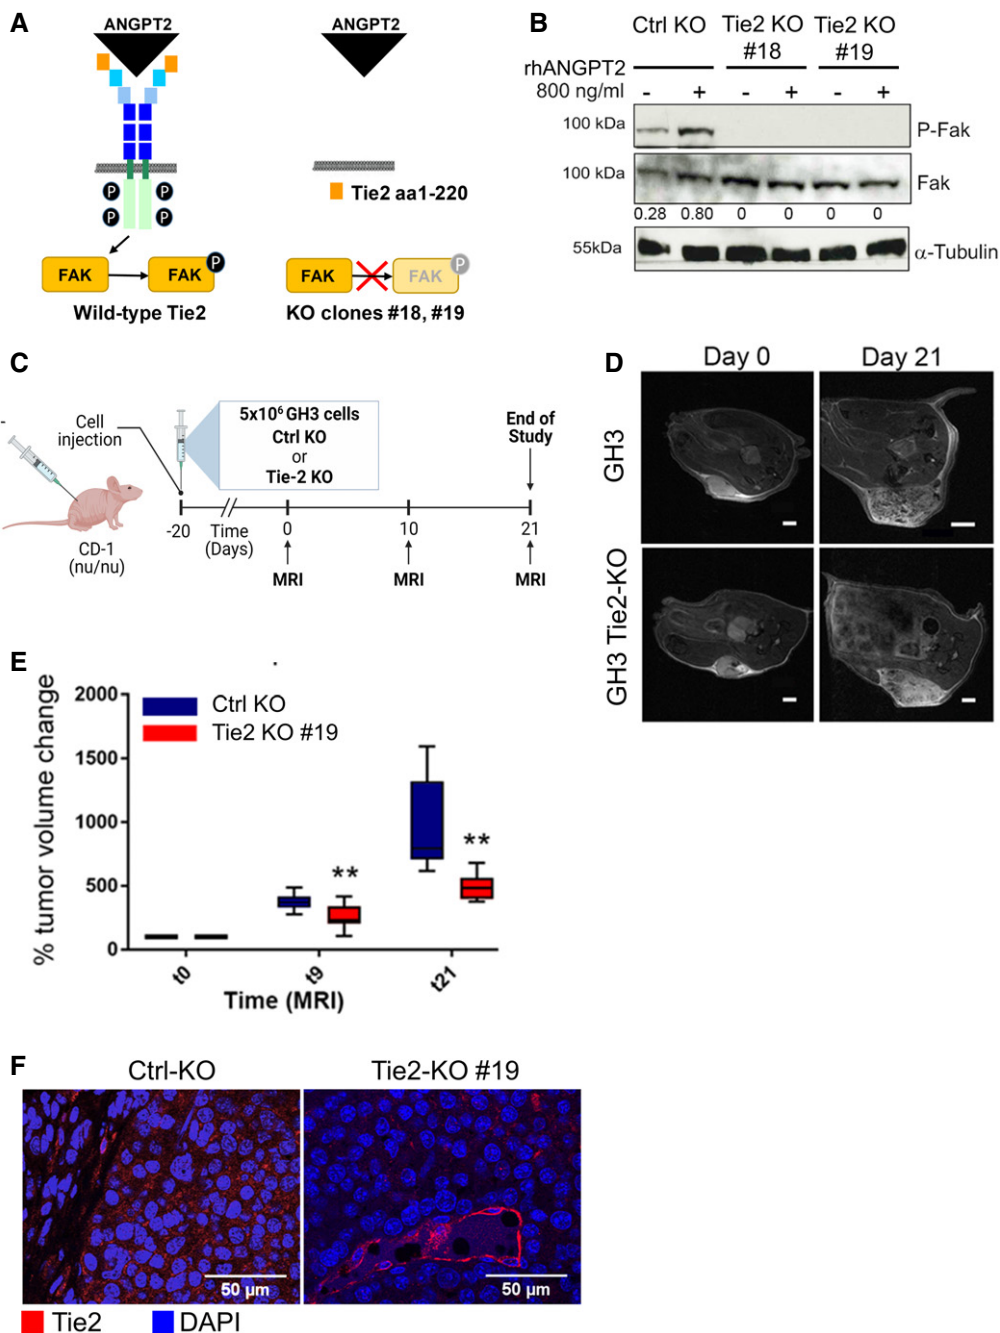 A
ANGPT2
ANGPT2
P P
P P
Tie2 aa1-220
FAK
FAK
P
FAK
FAK
P
Wild-type Tie2
KO clones #18, #19
B
Ctrl KO
Tie2 KO
#18
Tie2 KO
#19
rhANGPT2
800 ng/ml
- + - + - +
100 kDa
P-Fak
100 kDa
Fak
0.28 0.80 0 0 0 0
55kDa
α-Tubulin
C
Cell
injection
5x10⁶ GH3 cells
Ctrl KO
or
Tie-2 KO
End of
Study
-20
Time
(Days)
0
10
21
CD-1
(nu/nu)
MRI
MRI
MRI
D
Day 0
Day 21
GH3
GH3 Tie2-KO
E
% tumor volume change
2000
1500
1000
500
0
Ctrl KO
Tie2 KO #19
**
**
t0
t9
t21
Time (MRI)
F
Ctrl-KO
Tie2-KO #19
50 µm
50 µm
Tie2
DAPI